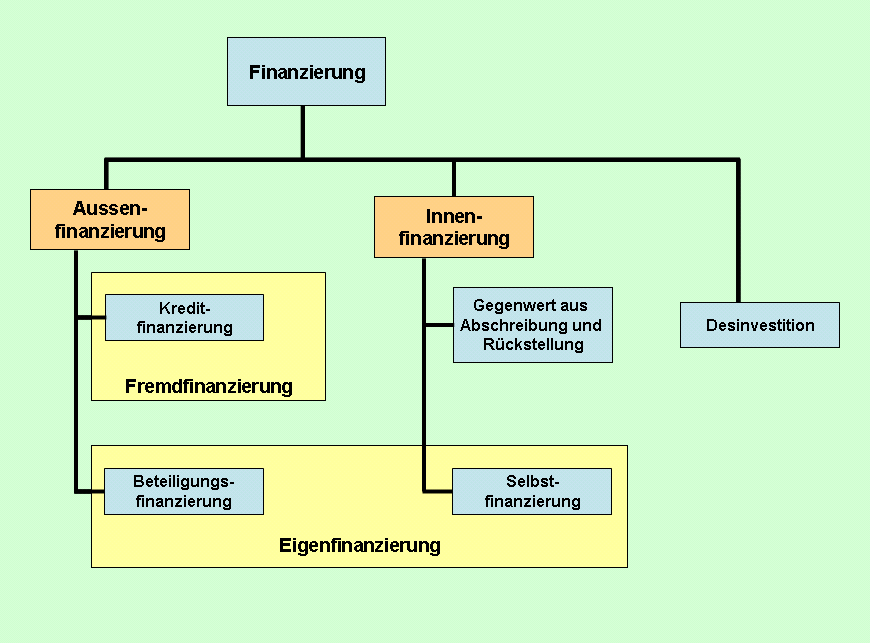 Finanzierung
Aussen-
finanzierung
Innen-
finanzierung
Kredit-
finanzierung
Fremdfinanzierung
Gegenwert aus
Abschreibung und
Rückstellung
Desinvestition
Beteiligungs-
finanzierung
Selbst-
finanzierung
Eigenfinanzierung